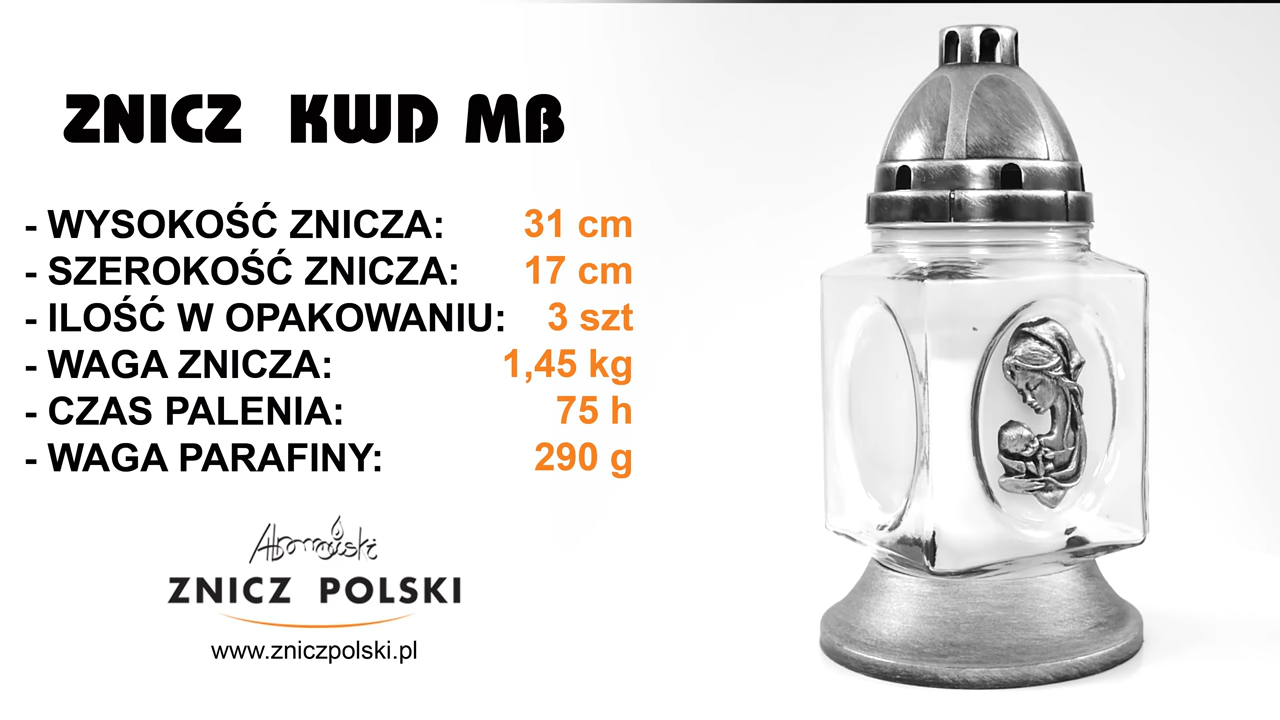 ZNICZ KWD MB
- WYSOKOŚĆ ZNICZA: 31 cm
- SZEROKOŚĆ ZNICZA: 17 cm
- ILOŚĆ W OPAKOWANIU: 3 szt
- WAGA ZNICZA: 1,45 kg
- CZAS PALENIA: 75 h
- WAGA PARAFINY: 290 g
ZNICZ POLSKI
www.zniczpolski.pl